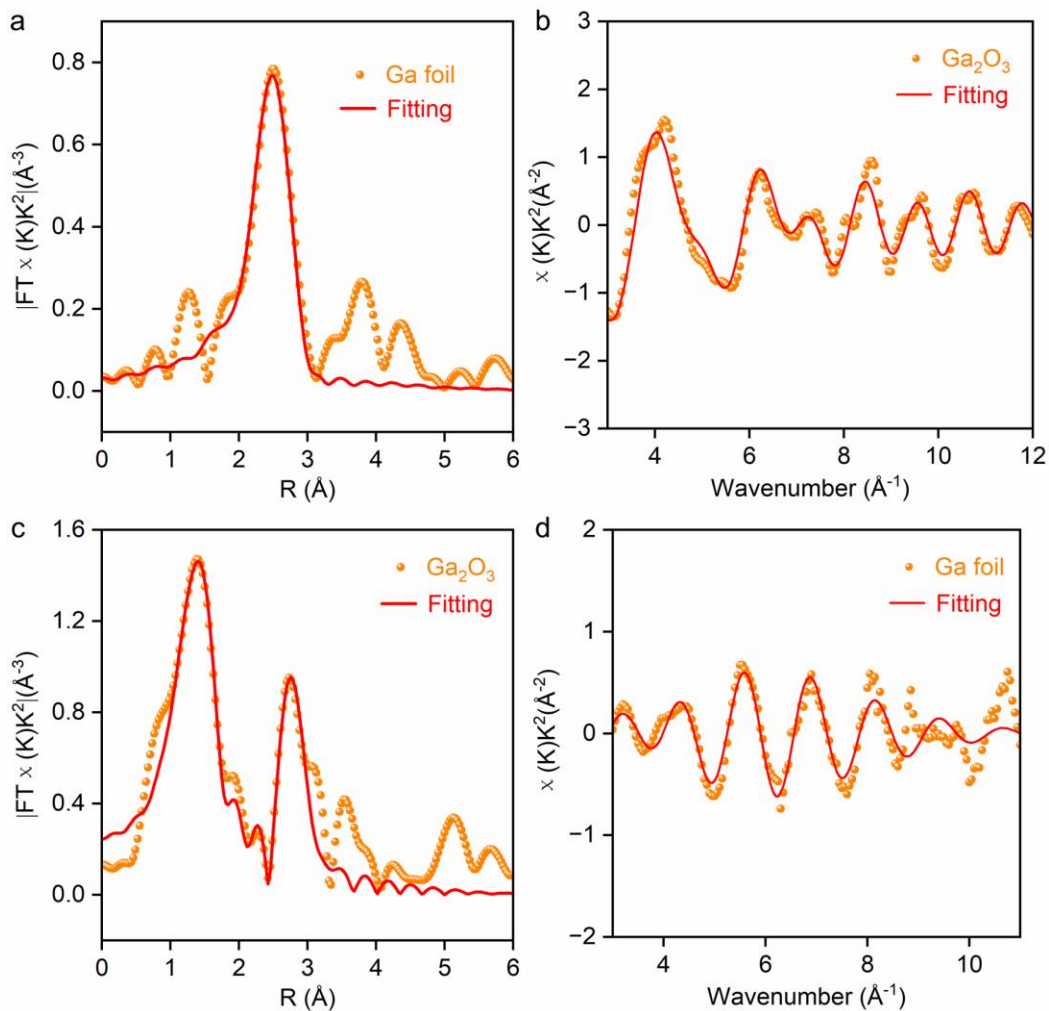 a
|FT χ (K)K²|(Å⁻³)
0.8
0.6
0.4
0.2
0.0
Ga foil
Fitting
0 1 2 3 4 5 6
R (Å)
b
χ (K)K²(Å⁻²)
3
2
1
0
−1
−2
−3
Ga₂O₃
Fitting
4 6 8 10 12
Wavenumber (Å⁻¹)
c
|FT χ (K)K²|(Å⁻³)
1.6
1.2
0.8
0.4
0.0
Ga₂O₃
Fitting
0 1 2 3 4 5 6
R (Å)
d
χ (K)K²(Å⁻²)
2
1
0
−1
−2
Ga foil
Fitting
4 6 8 10
Wavenumber (Å⁻¹)